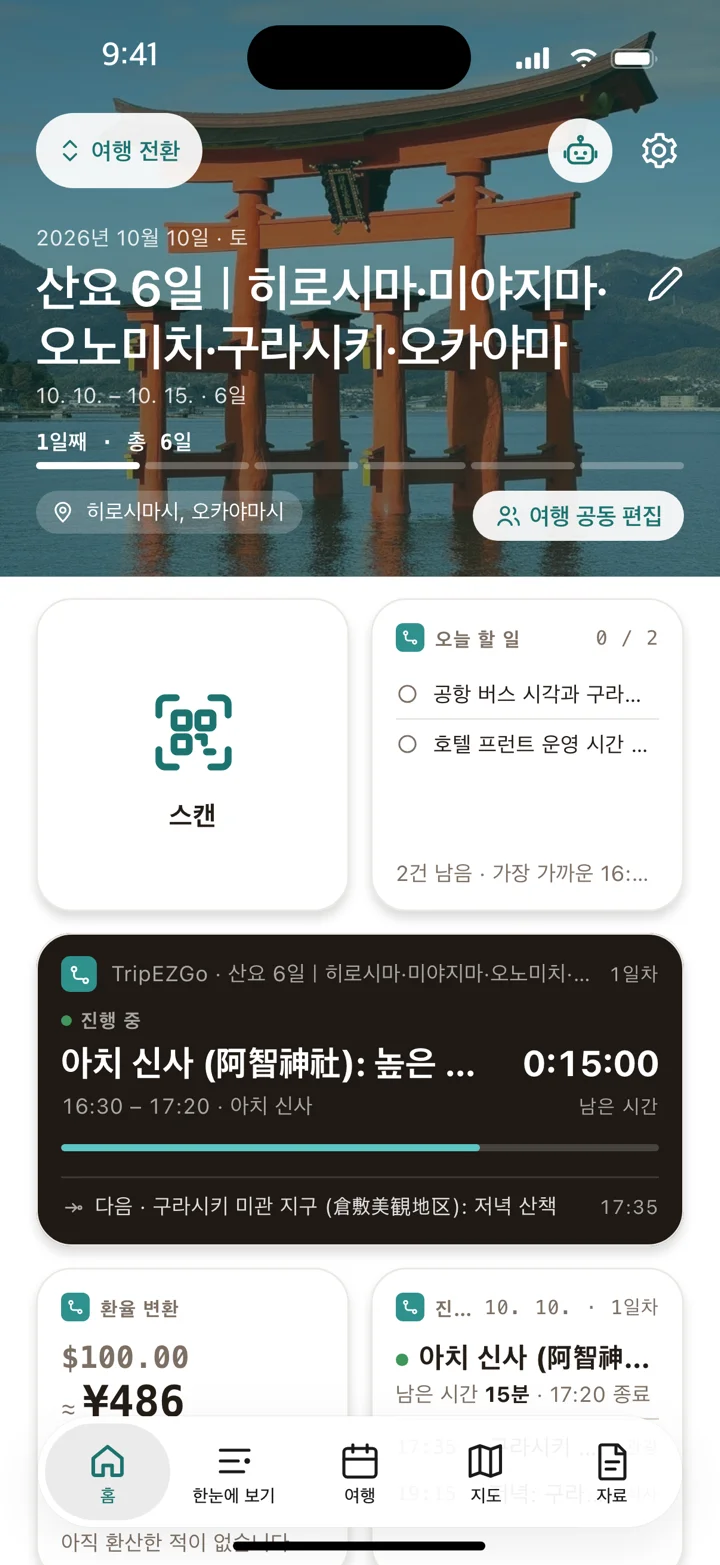 9:41
여행 전환
2026년 10월 10일 · 토
산요 6일 | 히로시마·미야지마·
오노미치·구라시키·오카야마
10. 10. – 10. 15. · 6일
1일째 · 총 6일
히로시마시, 오카야마시
여행 공동 편집
스캔
오늘 할 일 0 / 2
공항 버스 시각과 구라...
호텔 프런트 운영 시간 ...
2건 남음 · 가장 가까운 16:...
TripEZGo · 산요 6일 | 히로시마·미야지마·오노미치·... 1일차
진행 중
아치 신사 (阿智神社): 높은 ... 0:15:00
16:30 – 17:20 · 아치 신사 남은 시간
다음 · 구라시키 미관 지구 (倉敷美観地区): 저녁 산책 17:35
환율 변환
$100.00
≈ ¥486
아직 환산한 적이 없습니다
진... 10. 10. · 1일차
아치 신사 (阿智神...
남은 시간 15분 · 17:20 종료
17:35 구라시키 ...
19:15 저녁: 구라...
홈
한눈에 보기
여행
지도
자료